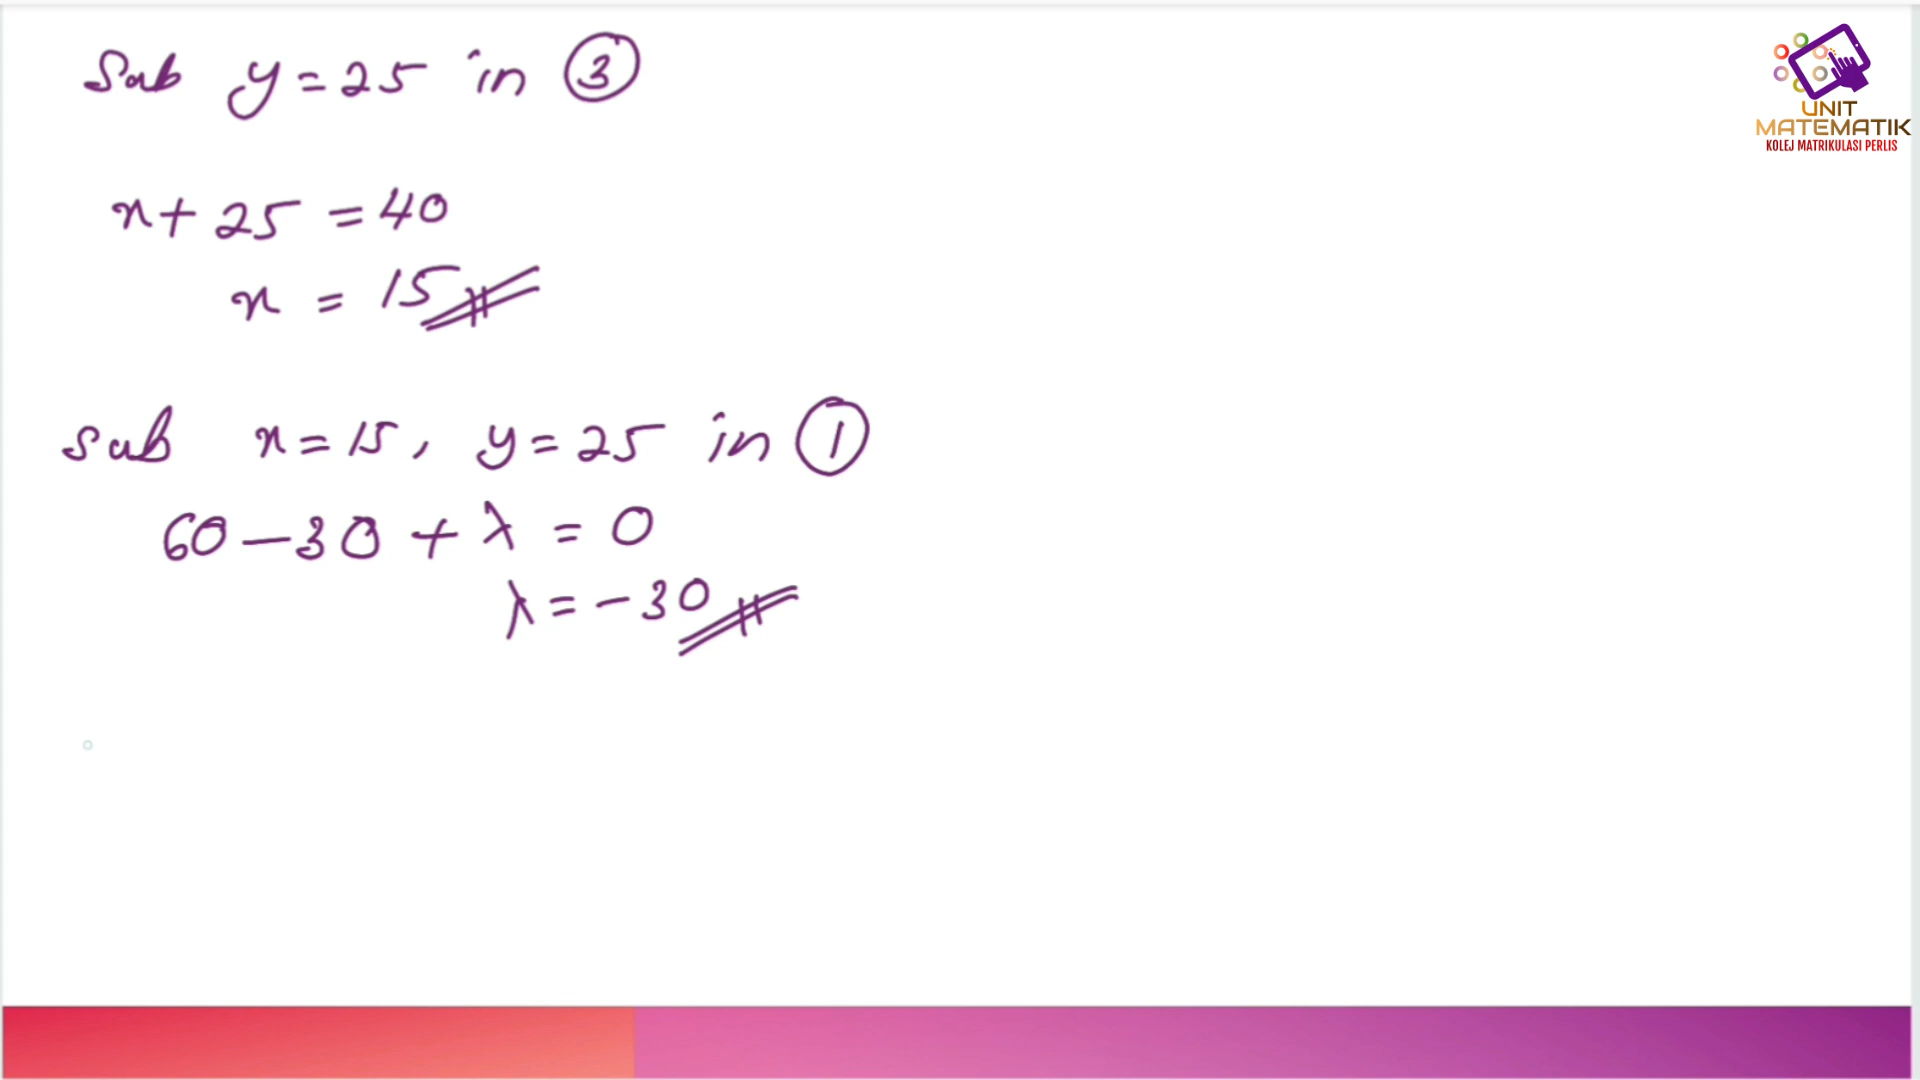 Sub y = 25 in ③
x + 25 = 40
x = 15
Sub x = 15, y = 25 in ①
60 - 30 + λ = 0
λ = -30
UNIT
MATEMATIK
KOLEJ MATRIKULASI PERLIS